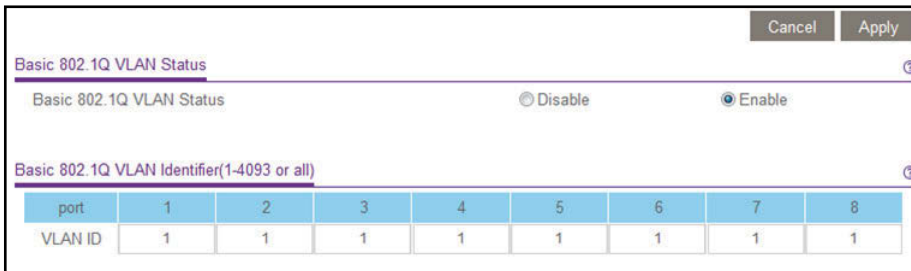 Cancel Apply
Basic 802.1Q VLAN Status
Basic 802.1Q VLAN Status Disable Enable
Basic 802.1Q VLAN Identifier(1-4093 or all)
port 1 2 3 4 5 6 7 8
VLAN ID 1 1 1 1 1 1 1 1